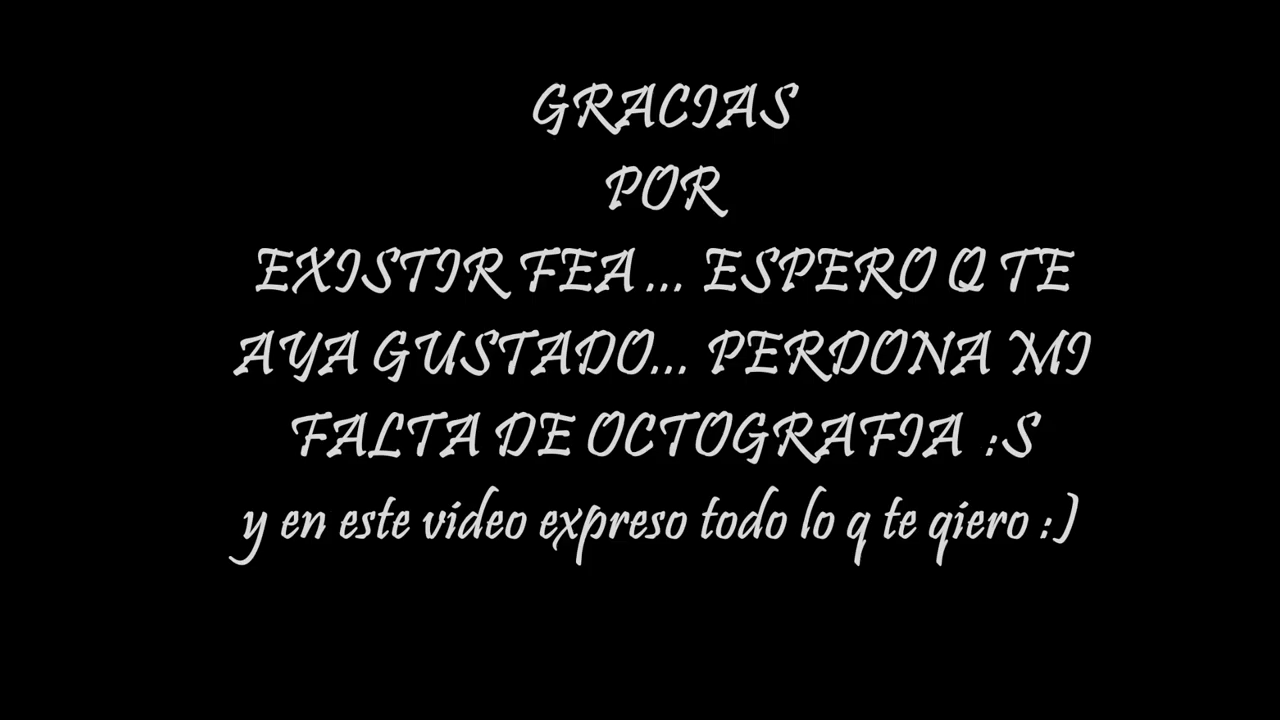 GRACIAS
POR
EXISTIR FEA... ESPERO Q TE
AYA GUSTADO... PERDONA MI
FALTA DE OCTOGRAFIA :S
y en este video expreso todo lo q te qiero :)